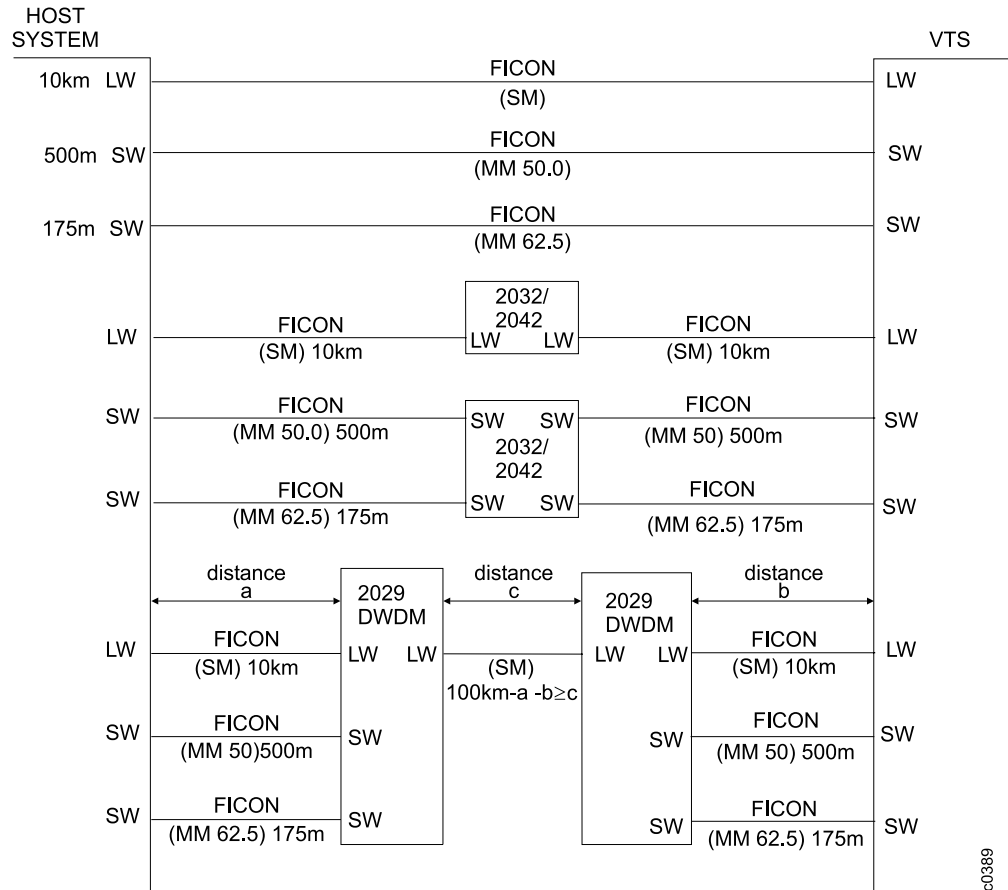 HOST
SYSTEM
VTS
10km LW
FICON
(SM)
LW
500m SW
FICON
(MM 50.0)
SW
175m SW
FICON
(MM 62.5)
SW
2032/
2042
LW
FICON
(SM) 10km
LW LW
FICON
(SM) 10km
LW
SW
FICON
(MM 50.0) 500m
SW SW
FICON
(MM 50) 500m
SW
2032/
2042
SW
FICON
(MM 62.5) 175m
SW SW
FICON
(MM 62.5) 175m
SW
distance
a
2029
DWDM
distance
c
2029
DWDM
distance
b
LW
FICON
(SM) 10km
LW LW
(SM)
100km-a -b≥c
LW LW
FICON
(SM) 10km
LW
SW
FICON
(MM 50)500m
SW
SW
FICON
(MM 50) 500m
SW
SW
FICON
(MM 62.5) 175m
SW
SW
FICON
(MM 62.5) 175m
SW
c0389